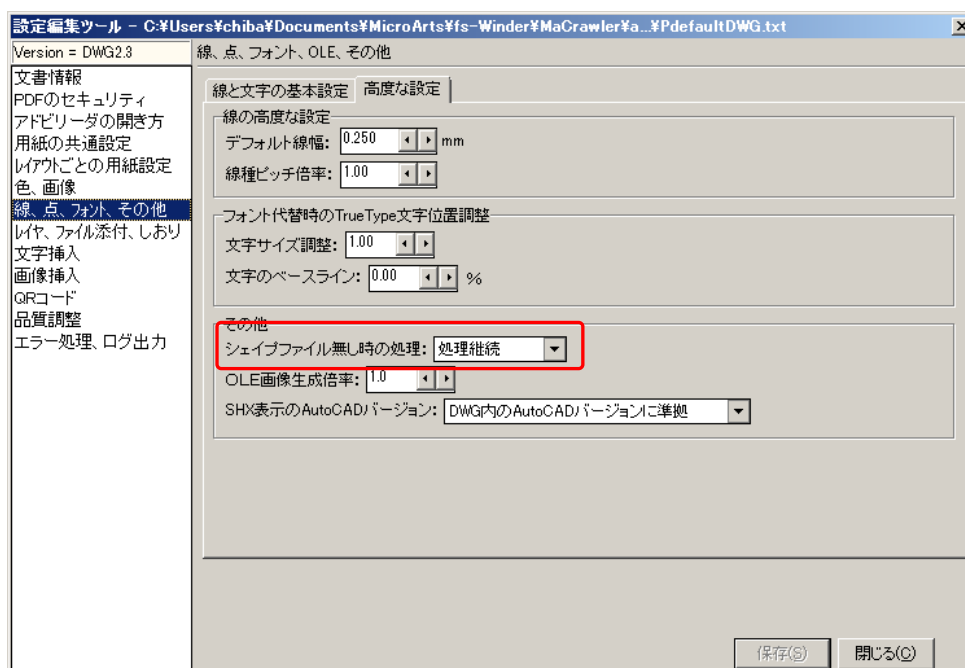 設定編集ツール - C:¥Users¥chiba¥Documents¥MicroArts¥fs-Winder¥MaCrawler¥a...¥PdefaultDWG.txt
Version = DWG2.3
線、点、フォント、OLE、その他
文書情報
PDFのセキュリティ
アドビリーダの開き方
用紙の共通設定
レイアウトごとの用紙設定
色、画像
線、点、フォント、その他
レイヤ、ファイル添付、しおり
文字挿入
画像挿入
QRコード
品質調整
エラー処理、ログ出力
線と文字の基本設定
高度な設定
線の高度な設定
デフォルト線幅: 0.250 mm
線種ピッチ倍率: 1.00
フォント代替時のTrueType文字位置調整
文字サイズ調整: 1.00
文字のベースライン: 0.00 %
その他
シェイプファイル無し時の処理: 処理継続
OLE画像生成倍率: 1.0
SHX表示のAutoCADバージョン: DWG内のAutoCADバージョンに準拠
保存(S)
閉じる(C)